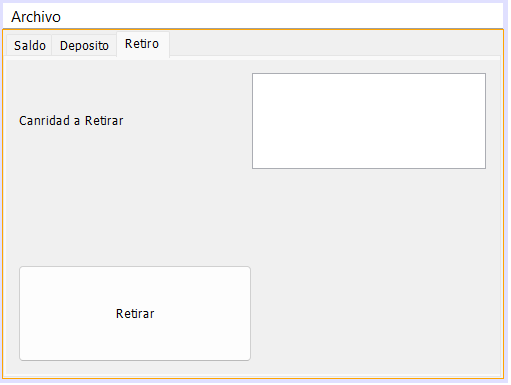 Archivo
Saldo Deposito Retiro
Canridad a Retirar
Retirar